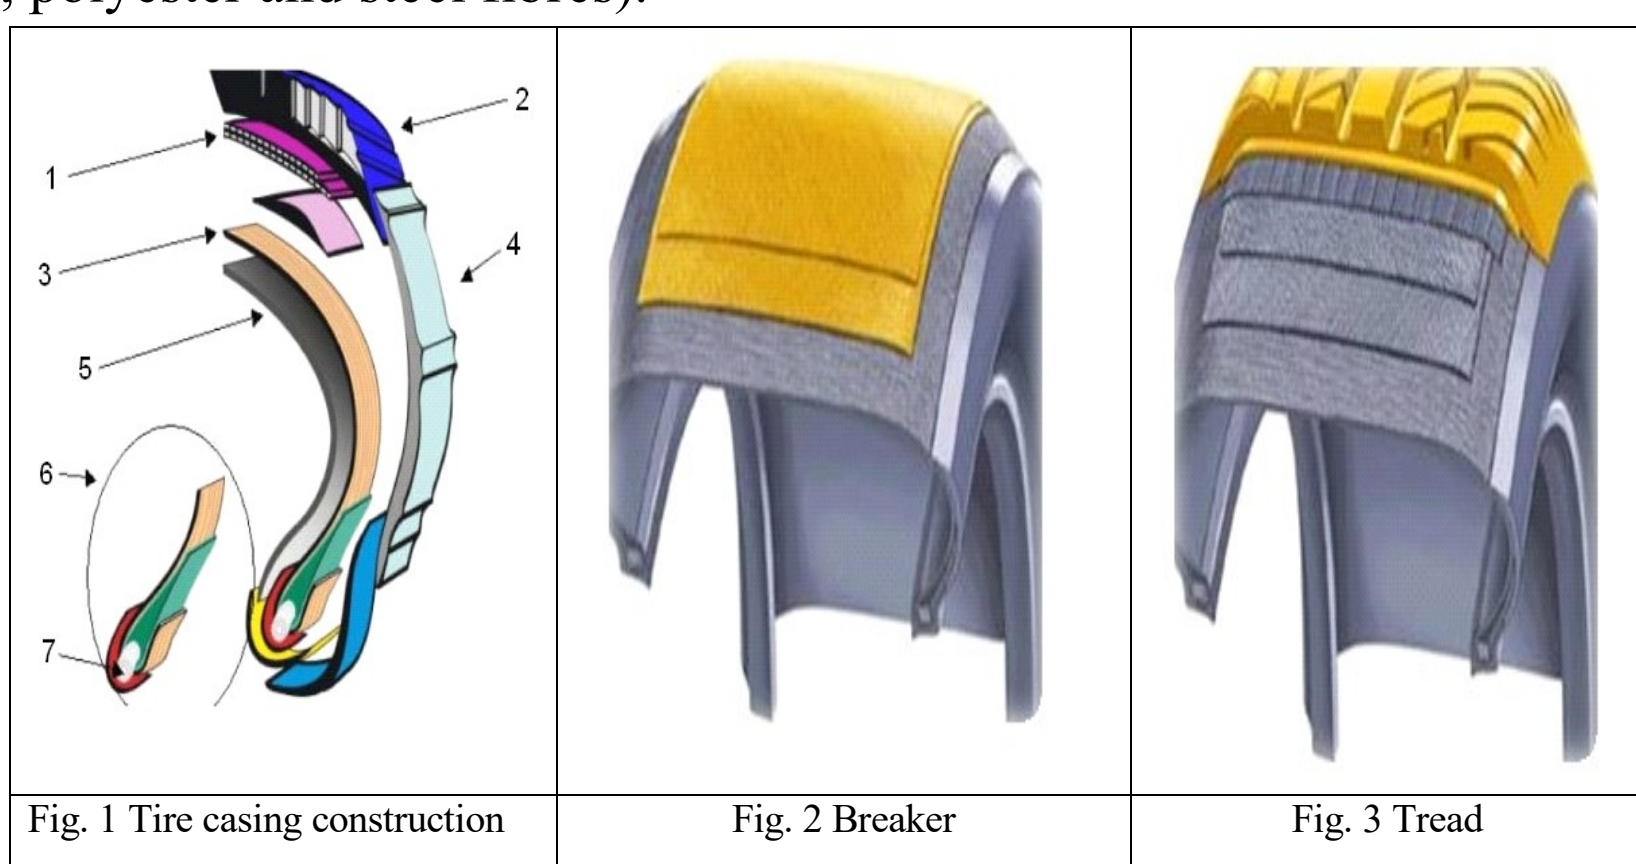 , polyester and steel fibres).
1
2
3
4
5
6
7
Fig. 1 Tire casing construction
Fig. 2 Breaker
Fig. 3 Tread